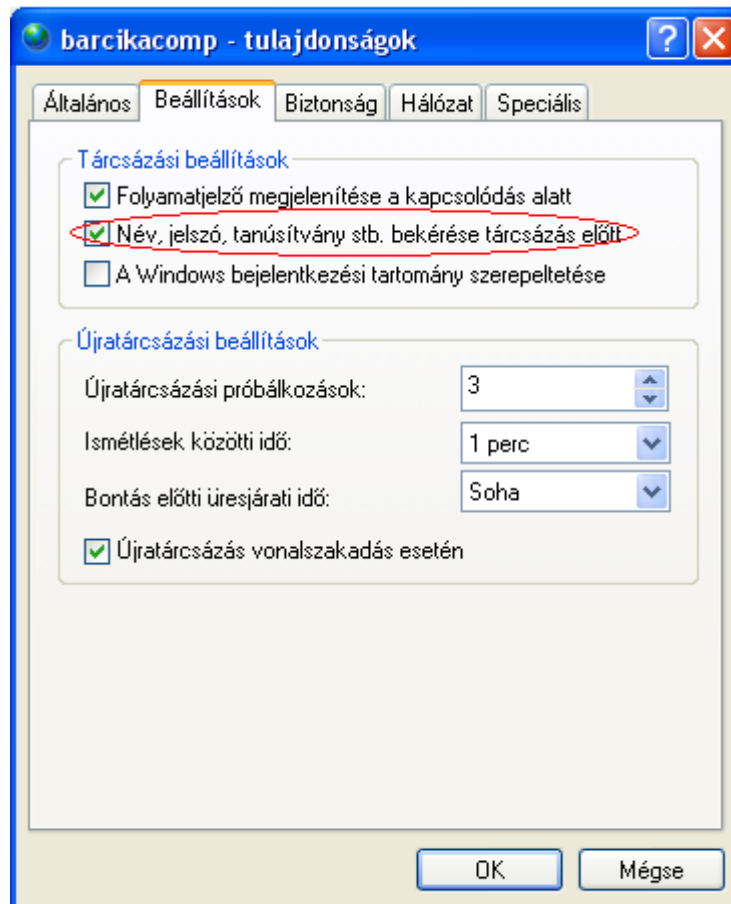 barcikacomp - tulajdonságok
Általános Beállítások Biztonság Hálózat Speciális
Tárcsázási beállítások
Folyamatjelző megjelenítése a kapcsolódás alatt
Név, jelszó, tanúsítvány stb. bekérése tárcsázás előtt
A Windows bejelentkezési tartomány szerepeltetése
Újratárcsázási beállítások
Újratárcsázási próbálkozások: 3
Ismétlések közötti idő: 1 perc
Bontás előtti üresjárati idő: Soha
Újratárcsázás vonalszakadás esetén
OK Mégse